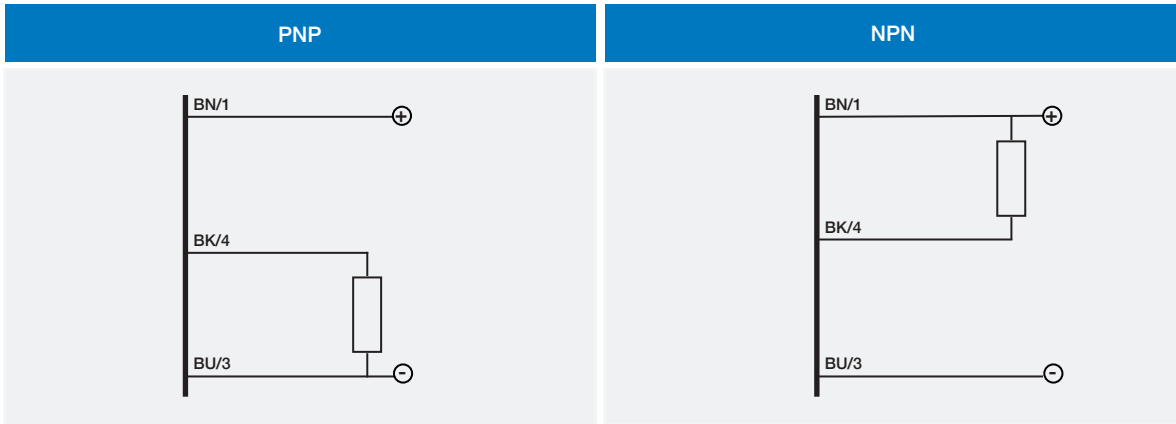 PNP
NPN
BN/1
+
BK/4
BU/3
-
BN/1
+
BK/4
BU/3
-